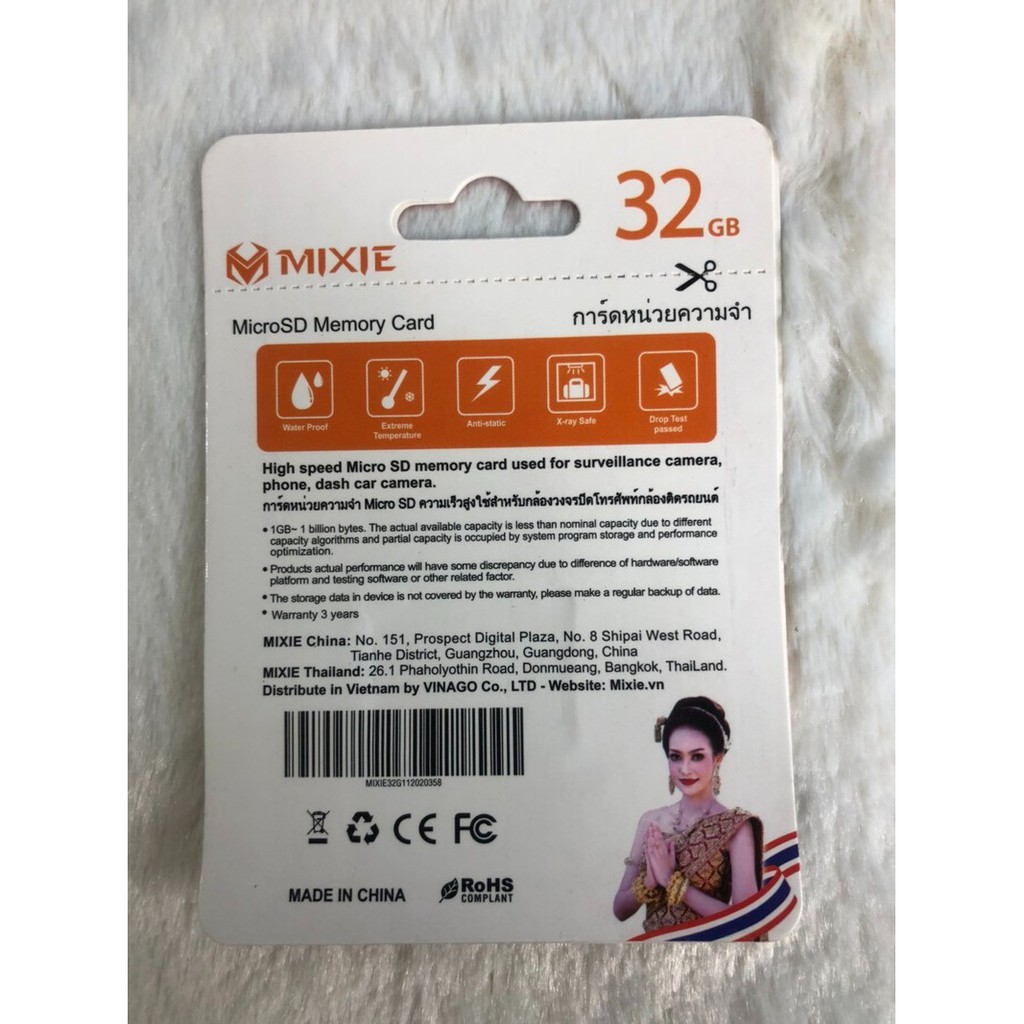 32GB
MIXIE
MicroSD Memory Card
การ์ดหน่วยความจำ
Water Proof
Extreme Temperature
Anti-static
X-ray Safe
Drop Test passed
High speed Micro SD memory card used for surveillance camera,
phone, dash car camera.
การ์ดหน่วยความจำ Micro SD ความเร็วสูงใช้สำหรับกล้องวงจรปิดโทรศัพท์กล้องติดรถยนต์
• 1GB~ 1 billion bytes. The actual available capacity is less than nominal capacity due to different
capacity algorithms and partial capacity is occupied by system program storage and performance
optimization.
• Products actual performance will have some discrepancy due to difference of hardware/software
platform and testing software or other related factor.
• The storage data in device is not covered by the warranty, please make a regular backup of data.
• Warranty 3 years
MIXIE China: No. 151, Prospect Digital Plaza, No. 8 Shipai West Road,
Tianhe District, Guangzhou, Guangdong, China
MIXIE Thailand: 26.1 Phaholyothin Road, Donmueang, Bangkok, ThaiLand.
Distribute in Vietnam by VINAGO Co., LTD - Website: Mixie.vn
MIXIE32G112020358
CE FC
MADE IN CHINA
RoHS
COMPLANT